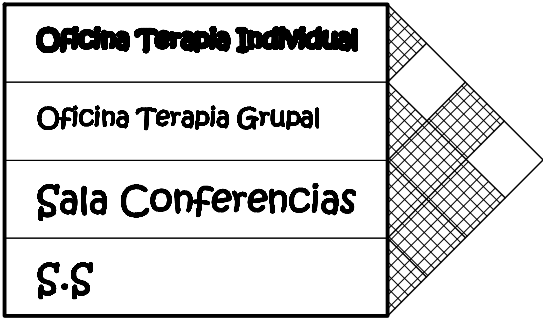 Oficina Terapia Individual
Oficina Terapia Grupal
Sala Conferencias
S.S